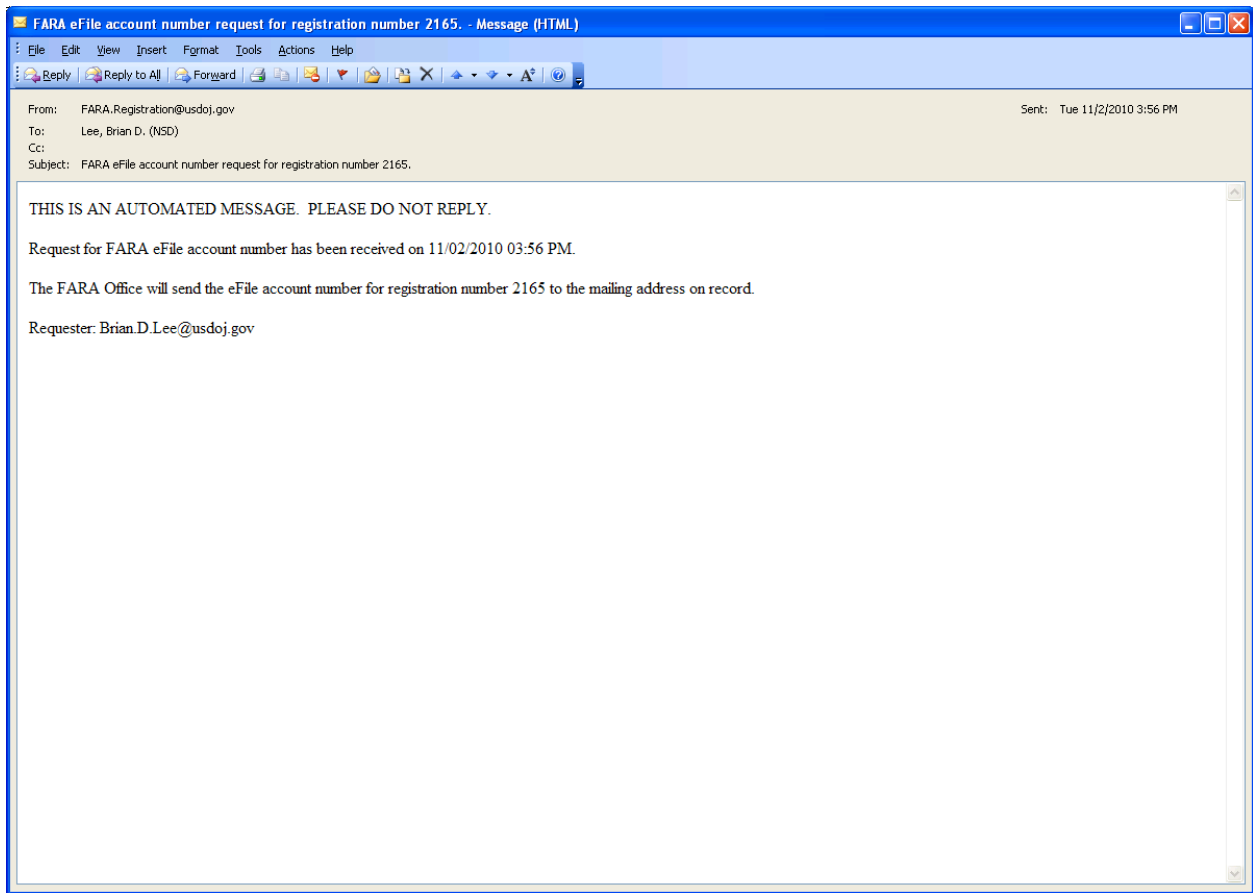 FARA eFile account number request for registration number 2165. - Message (HTML)
File Edit View Insert Format Tools Actions Help
Reply Reply to All Forward
From: FARA.Registration@usdoj.gov Sent: Tue 11/2/2010 3:56 PM
To: Lee, Brian D. (NSD)
Cc:
Subject: FARA eFile account number request for registration number 2165.
THIS IS AN AUTOMATED MESSAGE. PLEASE DO NOT REPLY.
Request for FARA eFile account number has been received on 11/02/2010 03:56 PM.
The FARA Office will send the eFile account number for registration number 2165 to the mailing address on record.
Requester: Brian.D.Lee@usdoj.gov